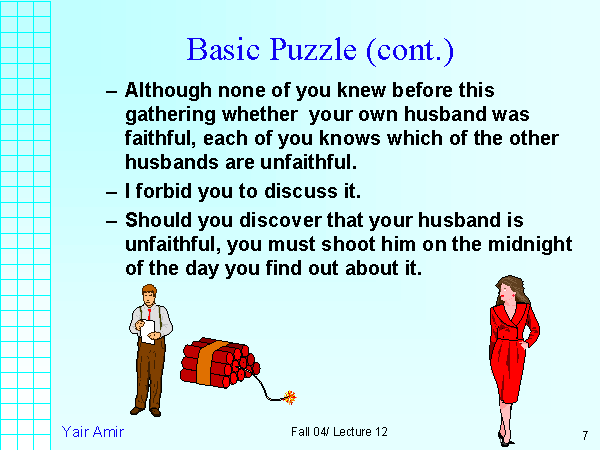 Basic Puzzle (cont.)
– Although none of you knew before this
gathering whether  your own husband was
faithful, each of you knows which of the other
husbands are unfaithful.
– I forbid you to discuss it.
– Should you discover that your husband is
unfaithful, you must shoot him on the midnight
of the day you find out about it.
Yair Amir
Fall 04/ Lecture 12
7